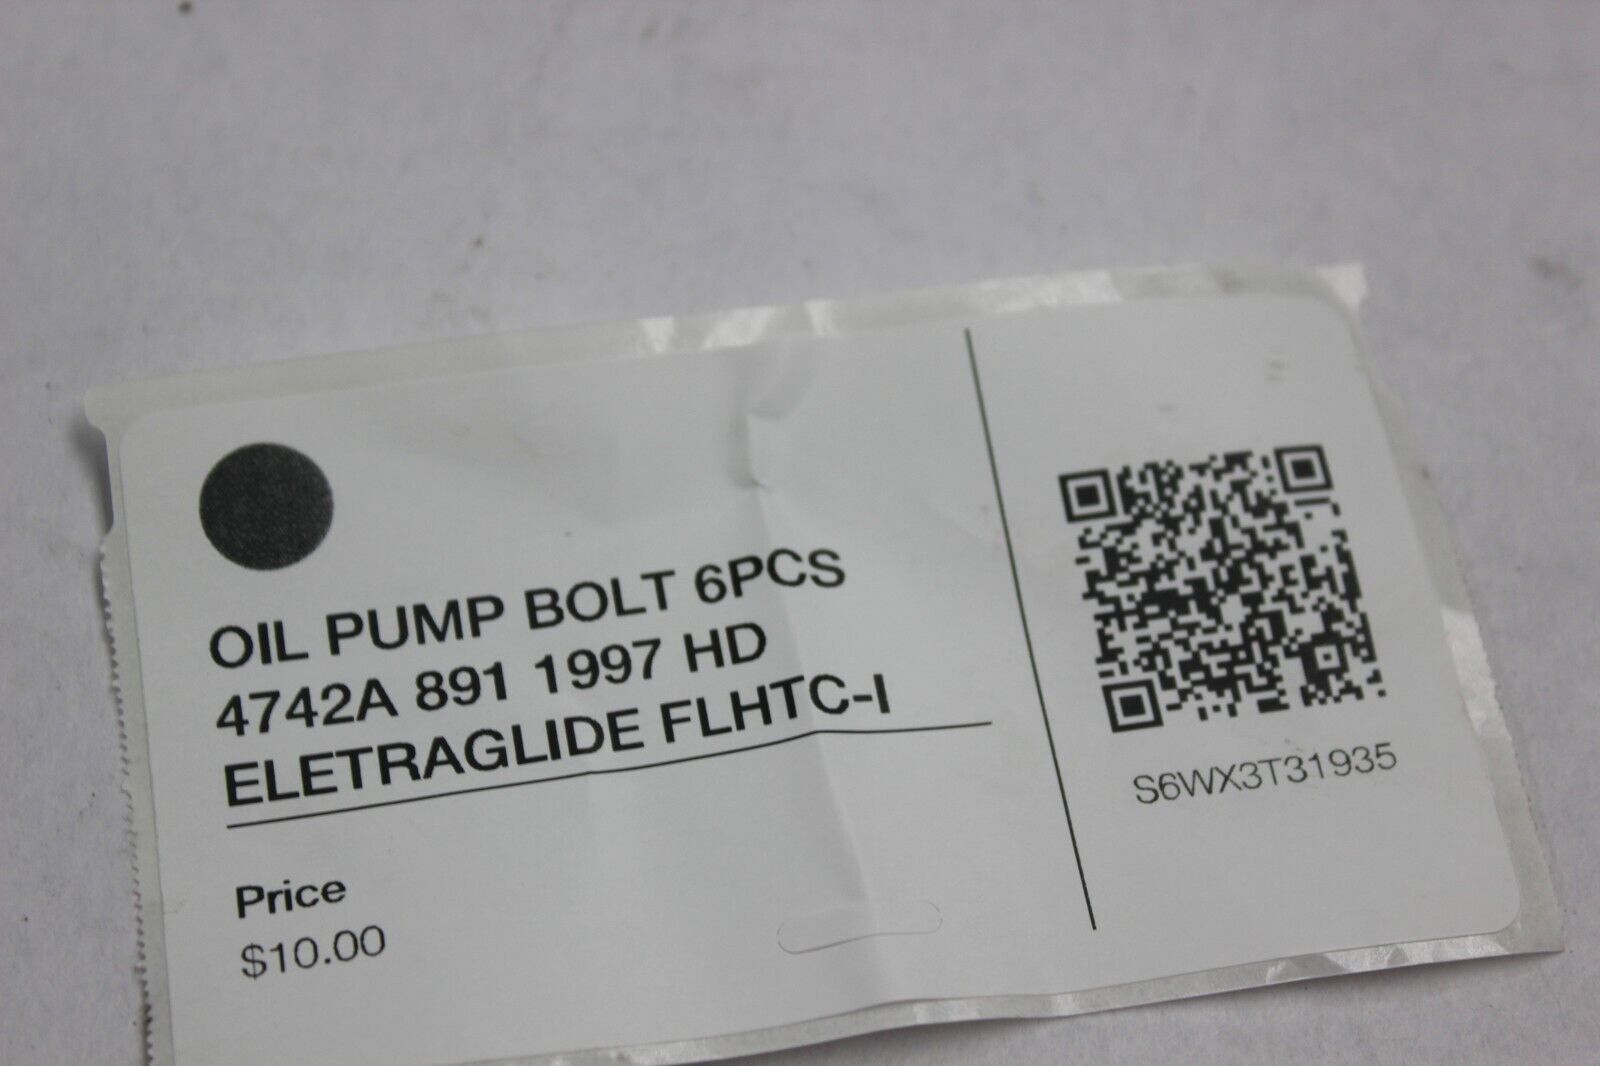 OIL PUMP BOLT 6PCS
4742A 891 1997 HD
ELETRAGLIDE FLHTC-I
Price
$10.00
S6WX3T31935